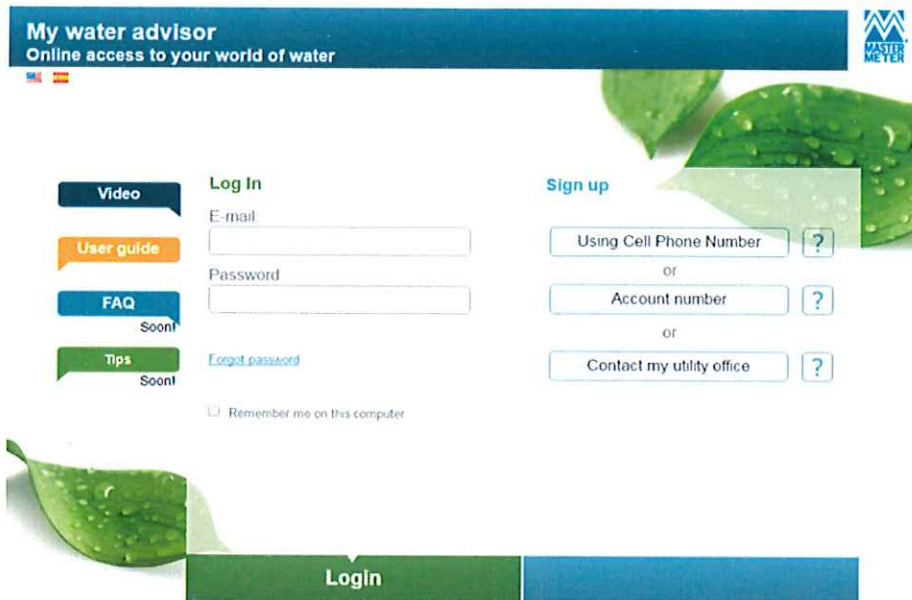 My water advisor
Online access to your world of water
MASTER
METER
Video
User guide
FAQ
Soon!
Tips
Soon!
Log In
E-mail:
Password
Forgot password
Remember me on this computer
Sign up
Using Cell Phone Number
?
or
Account number
?
or
Contact my utility office
?
Login